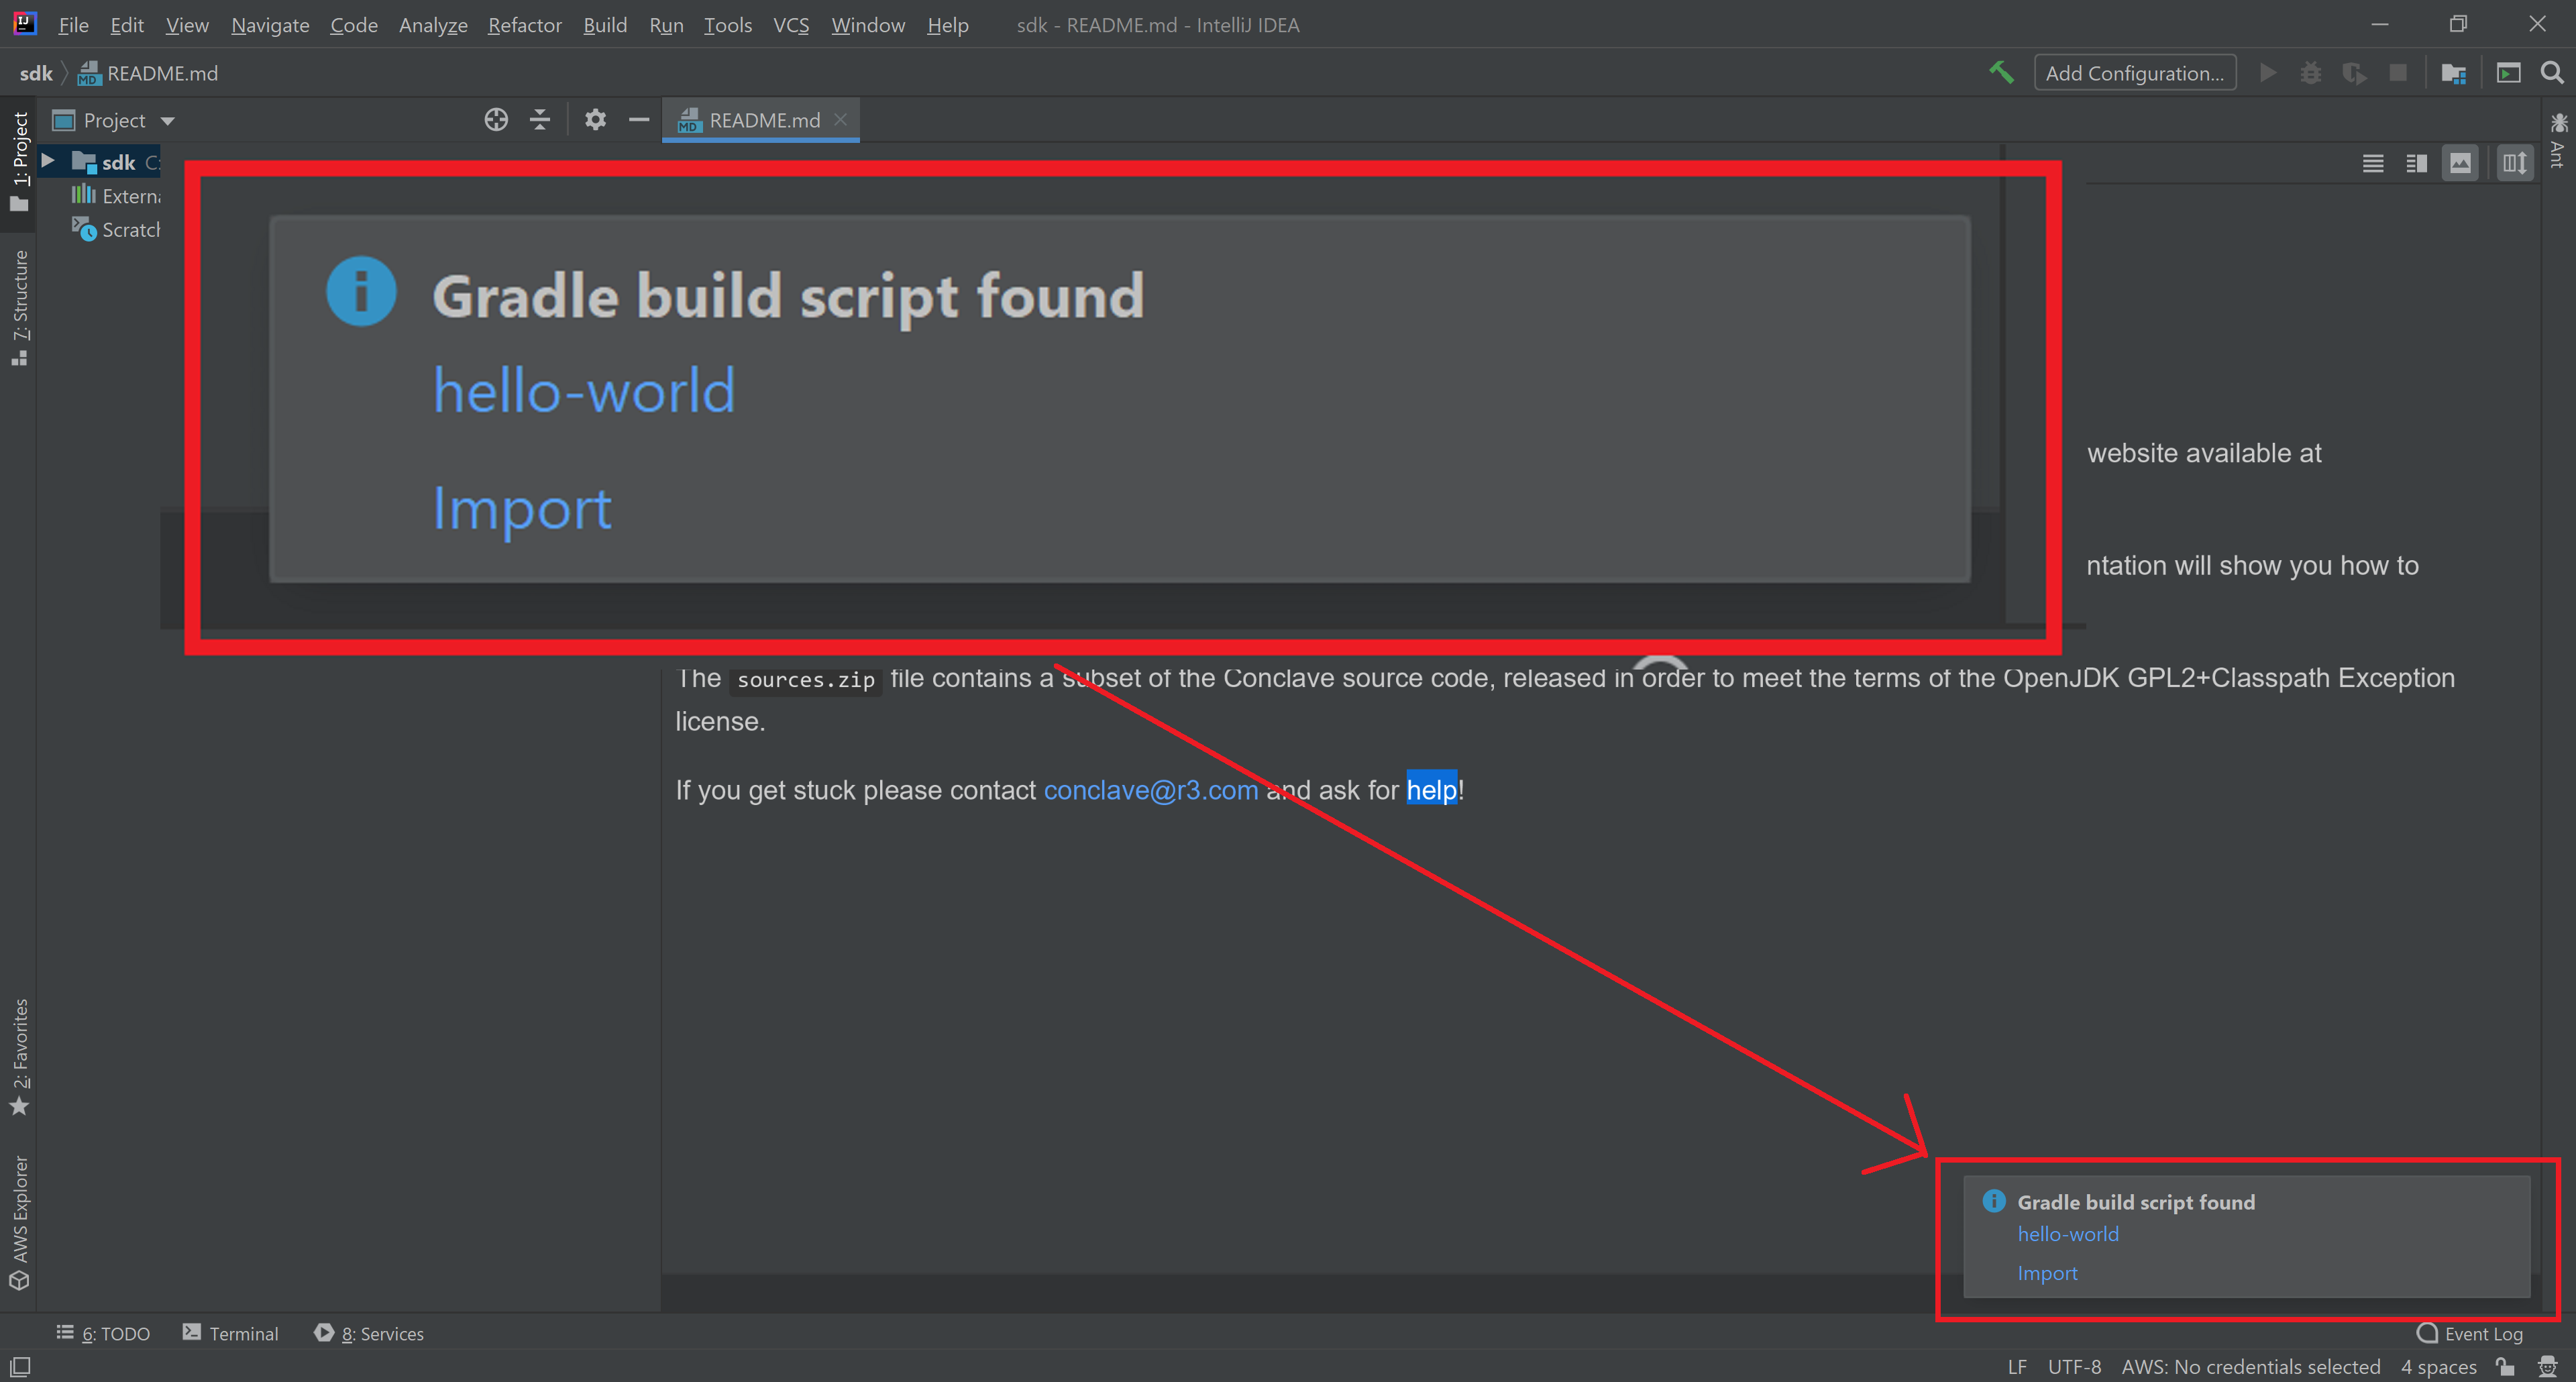 File Edit View Navigate Code Analyze Refactor Build Run Tools VCS Window Help sdk - README.md - IntelliJ IDEA
sdk README.md Add Configuration...
1: Project
7: Structure
2: Favorites
AWS Explorer
Project
README.md
Ant
sdk
Gradle build script found
hello-world
Import
website available at
ntation will show you how to
The sources.zip file contains a subset of the Conclave source code, released in order to meet the terms of the OpenJDK GPL2+Classpath Exception
license.
If you get stuck please contact conclave@r3.com and ask for help!
Gradle build script found
hello-world
Import
6: TODO Terminal 8: Services Event Log
LF UTF-8 AWS: No credentials selected 4 spaces